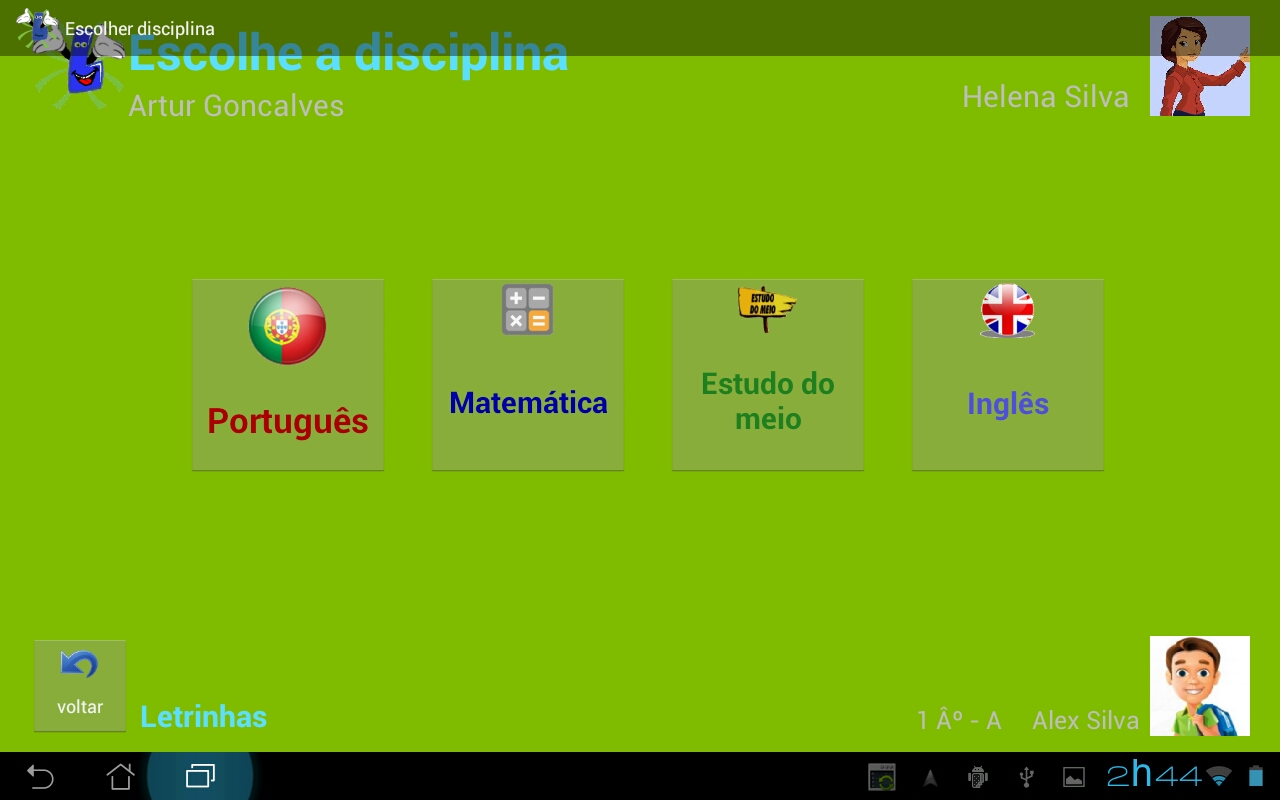 Escolher disciplina
Escolhe a disciplina
Artur Goncalves
Helena Silva
Português
Matemática
ESTUDO
DO MEIO
Estudo do
meio
Inglês
voltar
Letrinhas
1 Âº - A
Alex Silva
2h44